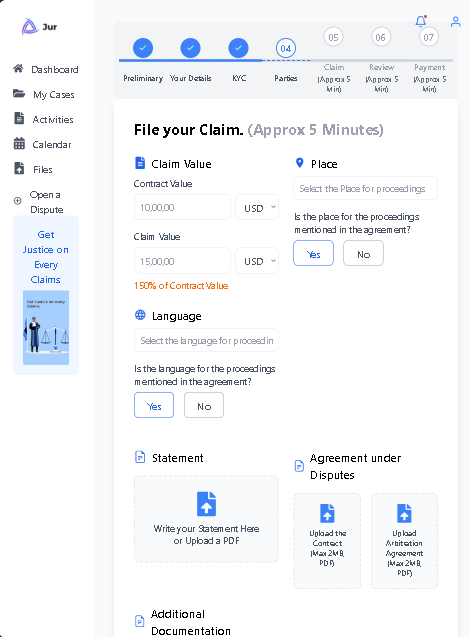 Jur
Dashboard
My Cases
Activities
Calendar
Files
Open a
Dispute
Get
Justice on
Every
Claims
Get Justice on every
Claims
04
05
06
07
Preliminary
Your Details
KYC
Parties
Claim
(Approx 5
Min)
Review
(Approx 5
Min)
Payment
(Approx 5
Min)
File your Claim. (Approx 5 Minutes)
Claim Value
Contract Value
10,00,00
USD
Claim Value
15,00,00
USD
150% of Contract Value
Place
Select the Place for proceedings
Is the place for the proceedings
mentioned in the agreement?
Yes
No
Language
Select the language for proceedin
Is the language for the proceedings
mentioned in the agreement?
Yes
No
Statement
Write your Statement Here
or Upload a PDF
Agreement under
Disputes
Upload the
Contract
(Max 2MB,
PDF)
Upload
Arbitration
Agreement
(Max 2MB,
PDF)
Additional
Documentation